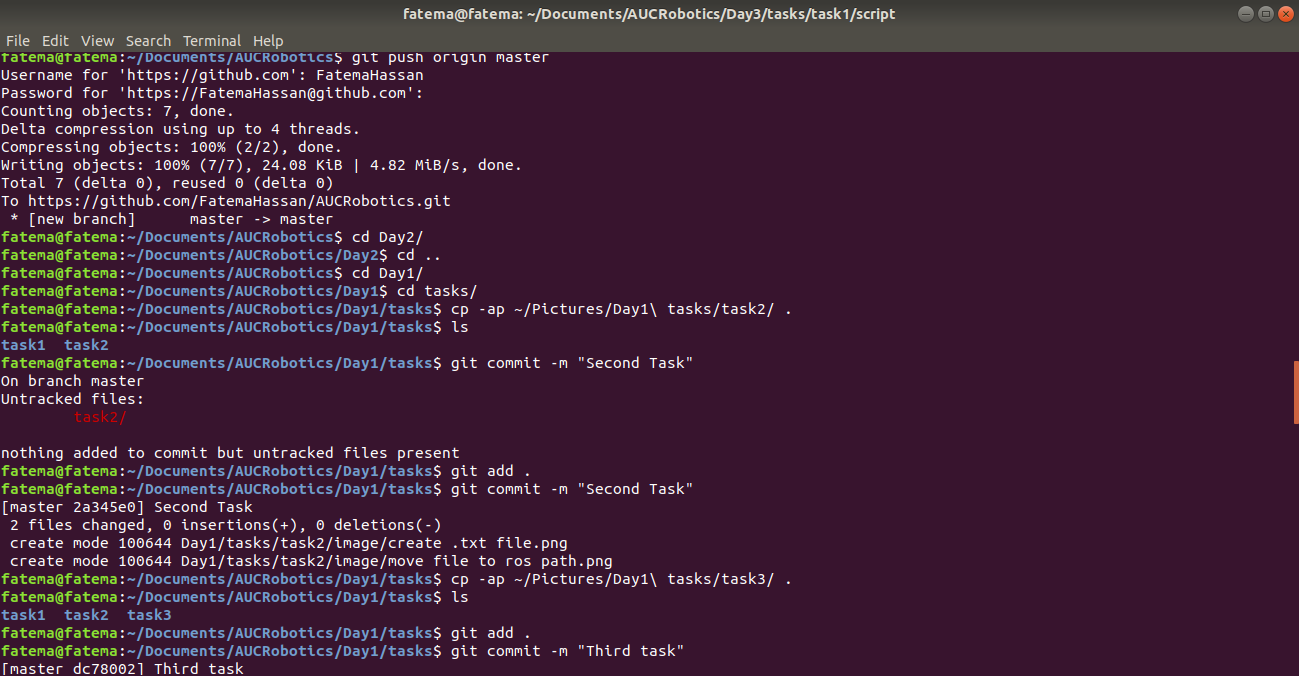 fatema@fatema: ~/Documents/AUCRobotics/Day3/tasks/task1/script
File Edit View Search Terminal Help
fatema@fatema:~/Documents/AUCRobotics$ git push origin master
Username for 'https://github.com': FatemaHassan
Password for 'https://FatemaHassan@github.com':
Counting objects: 7, done.
Delta compression using up to 4 threads.
Compressing objects: 100% (2/2), done.
Writing objects: 100% (7/7), 24.08 KiB | 4.82 MiB/s, done.
Total 7 (delta 0), reused 0 (delta 0)
To https://github.com/FatemaHassan/AUCRobotics.git
 * [new branch]      master -> master
fatema@fatema:~/Documents/AUCRobotics$ cd Day2/
fatema@fatema:~/Documents/AUCRobotics/Day2$ cd ..
fatema@fatema:~/Documents/AUCRobotics$ cd Day1/
fatema@fatema:~/Documents/AUCRobotics/Day1$ cd tasks/
fatema@fatema:~/Documents/AUCRobotics/Day1/tasks$ cp -ap ~/Pictures/Day1\ tasks/task2/ .
fatema@fatema:~/Documents/AUCRobotics/Day1/tasks$ ls
task1  task2
fatema@fatema:~/Documents/AUCRobotics/Day1/tasks$ git commit -m "Second Task"
On branch master
Untracked files:
        task2/
nothing added to commit but untracked files present
fatema@fatema:~/Documents/AUCRobotics/Day1/tasks$ git add .
fatema@fatema:~/Documents/AUCRobotics/Day1/tasks$ git commit -m "Second Task"
[master 2a345e0] Second Task
 2 files changed, 0 insertions(+), 0 deletions(-)
 create mode 100644 Day1/tasks/task2/image/create .txt file.png
 create mode 100644 Day1/tasks/task2/image/move file to ros path.png
fatema@fatema:~/Documents/AUCRobotics/Day1/tasks$ cp -ap ~/Pictures/Day1\ tasks/task3/ .
fatema@fatema:~/Documents/AUCRobotics/Day1/tasks$ ls
task1  task2  task3
fatema@fatema:~/Documents/AUCRobotics/Day1/tasks$ git add .
fatema@fatema:~/Documents/AUCRobotics/Day1/tasks$ git commit -m "Third task"
[master dc78002] Third task